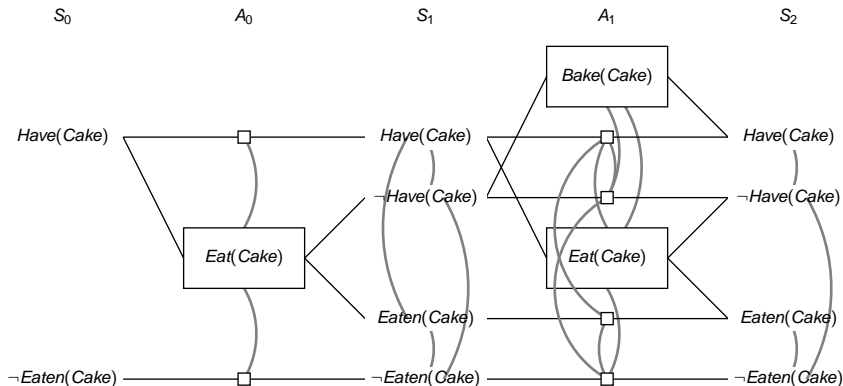 S0 A0 S1 A1 S2
Bake(Cake)
Have(Cake) Have(Cake) Have(Cake)
¬Have(Cake) ¬Have(Cake)
Eat(Cake) Eat(Cake)
Eaten(Cake) Eaten(Cake)
¬Eaten(Cake) ¬Eaten(Cake) ¬Eaten(Cake)